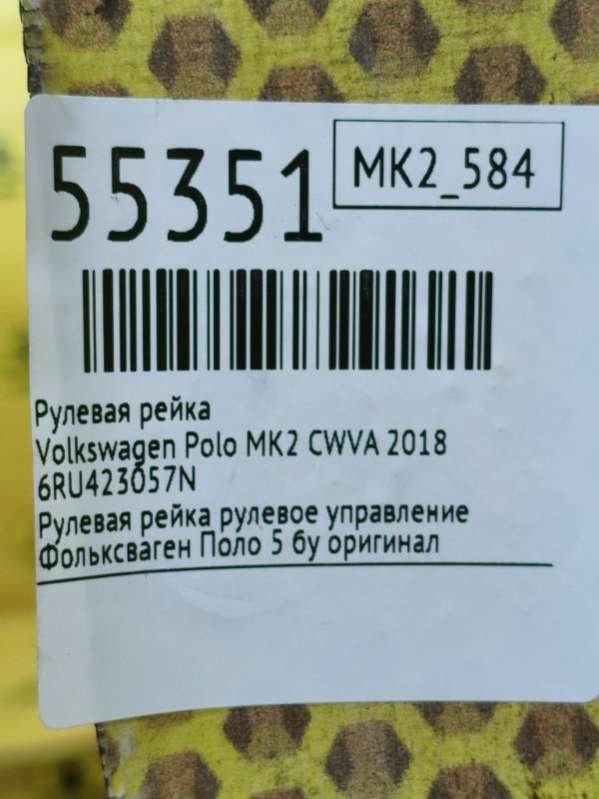 55351
MK2_584
Рулевая рейка
Volkswagen Polo MK2 CWVA 2018
6RU423057N
Рулевая рейка рулевое управление
Фольксваген Поло 5 бу оригинал